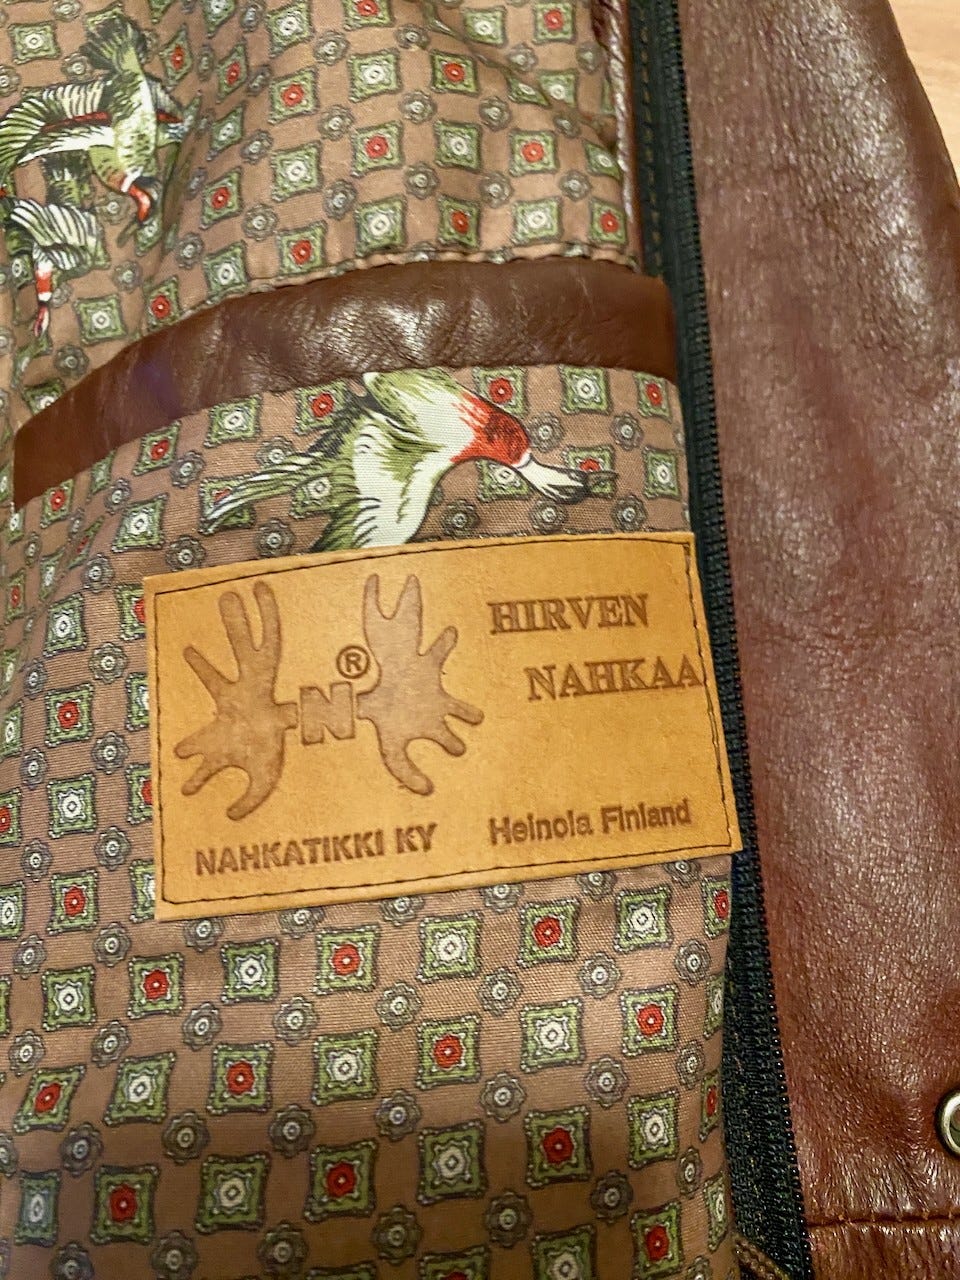 HIRVEN
NAHKAA
N®
NAHKATIKKI KY
Heinola Finland